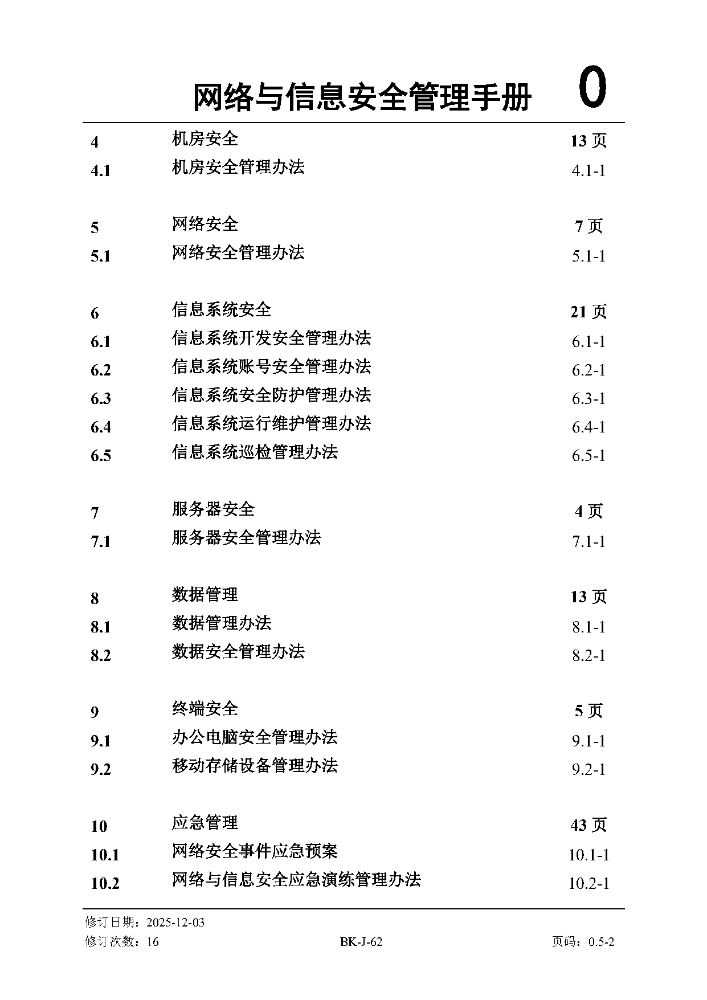 网络与信息安全管理手册 0
4 机房安全 13 页
4.1 机房安全管理办法 4.1-1
5 网络安全 7 页
5.1 网络安全管理办法 5.1-1
6 信息系统安全 21 页
6.1 信息系统开发安全管理办法 6.1-1
6.2 信息系统账号安全管理办法 6.2-1
6.3 信息系统安全防护管理办法 6.3-1
6.4 信息系统运行维护管理办法 6.4-1
6.5 信息系统巡检管理办法 6.5-1
7 服务器安全 4 页
7.1 服务器安全管理办法 7.1-1
8 数据管理 13 页
8.1 数据管理办法 8.1-1
8.2 数据安全管理办法 8.2-1
9 终端安全 5 页
9.1 办公电脑安全管理办法 9.1-1
9.2 移动存储设备管理办法 9.2-1
10 应急管理 43 页
10.1 网络安全事件应急预案 10.1-1
10.2 网络与信息安全应急演练管理办法 10.2-1
修订日期：2025-12-03
修订次数：16 BK-J-62 页码：0.5-2